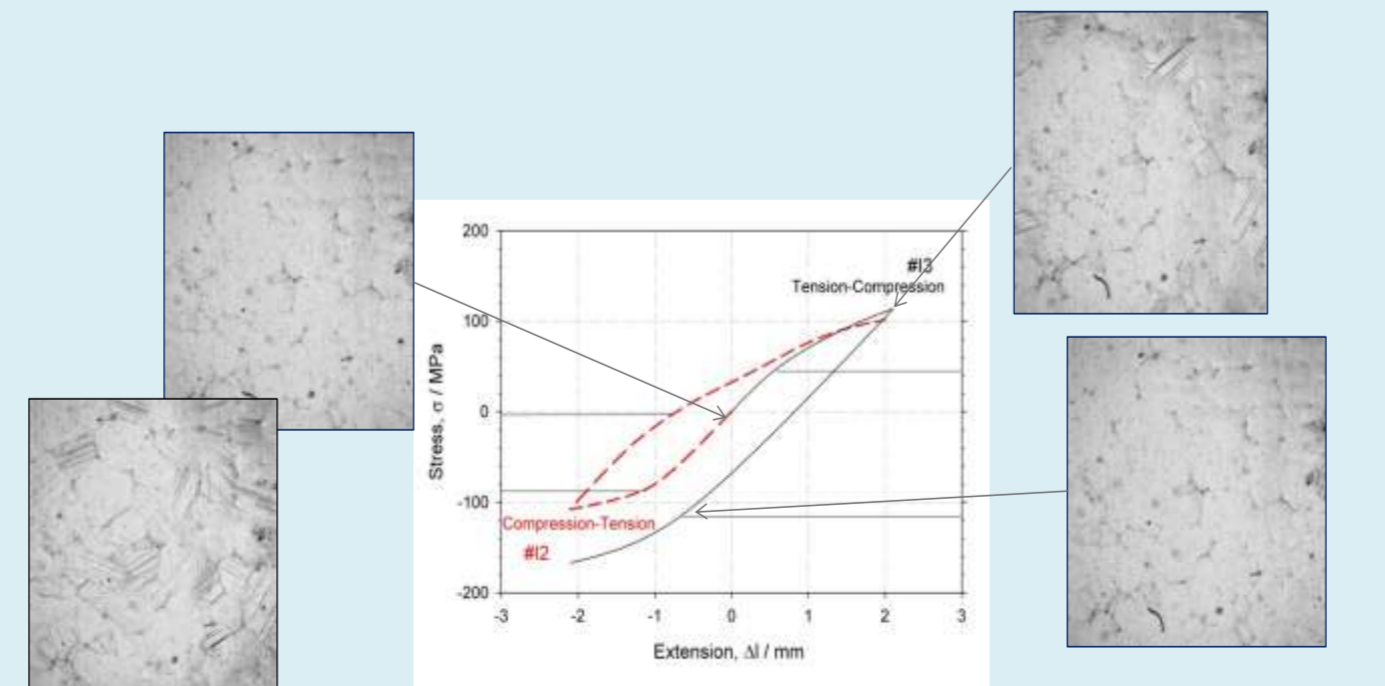 200
#I3
Tension-Compression
100
Stress, σ / MPa
0
-100
Compression-Tension
#I2
-200
-3 -2 -1 0 1 2 3
Extension, Δl / mm